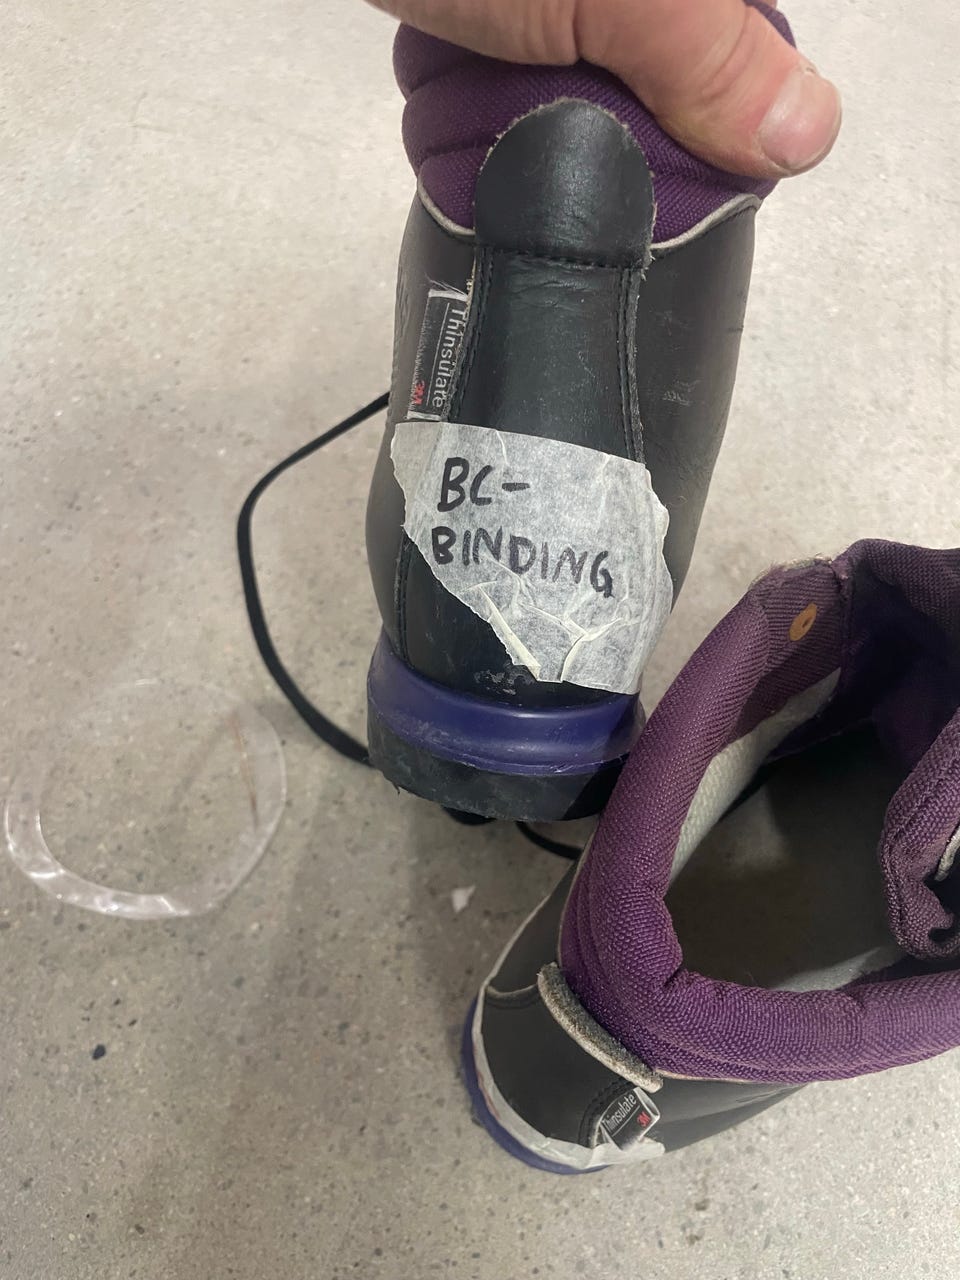 Thinsulate
3M
BC-
BINDING
Thinsulate
3M